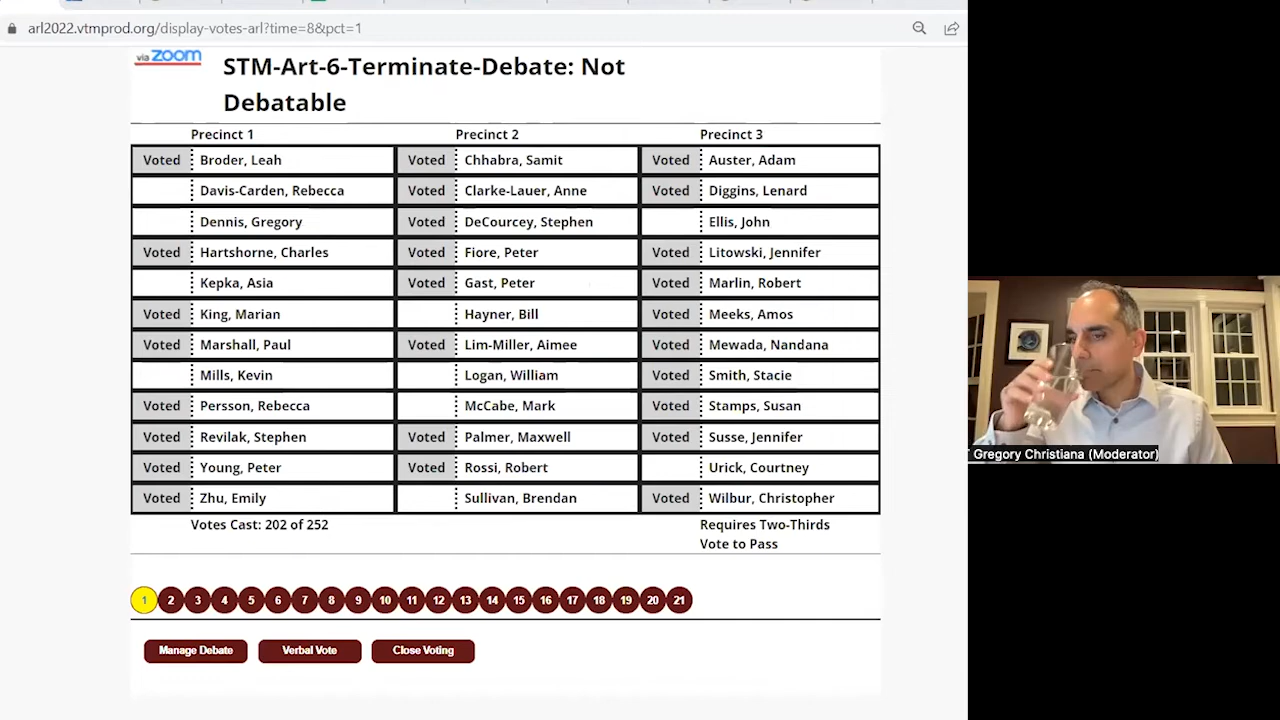 arl2022.vtmprod.org/display-votes-arl?time=8&pct=1
via zoom
STM-Art-6-Terminate-Debate: Not
Debatable
Precinct 1 Precinct 2 Precinct 3
Voted Broder, Leah Voted Chhabra, Samit Voted Auster, Adam
Davis-Carden, Rebecca Voted Clarke-Lauer, Anne Voted Diggins, Lenard
Dennis, Gregory Voted DeCourcey, Stephen Ellis, John
Voted Hartshorne, Charles Voted Fiore, Peter Voted Litowski, Jennifer
Kepka, Asia Voted Gast, Peter Voted Marlin, Robert
Voted King, Marian Hayner, Bill Voted Meeks, Amos
Voted Marshall, Paul Voted Lim-Miller, Aimee Voted Mewada, Nandana
Mills, Kevin Logan, William Voted Smith, Stacie
Voted Persson, Rebecca McCabe, Mark Voted Stamps, Susan
Voted Revilak, Stephen Voted Palmer, Maxwell Voted Susse, Jennifer
Voted Young, Peter Voted Rossi, Robert Urick, Courtney
Voted Zhu, Emily Sullivan, Brendan Voted Wilbur, Christopher
Votes Cast: 202 of 252 Requires Two-Thirds
Vote to Pass
1 2 3 4 5 6 7 8 9 10 11 12 13 14 15 16 17 18 19 20 21
Manage Debate Verbal Vote Close Voting
Gregory Christiana (Moderator)